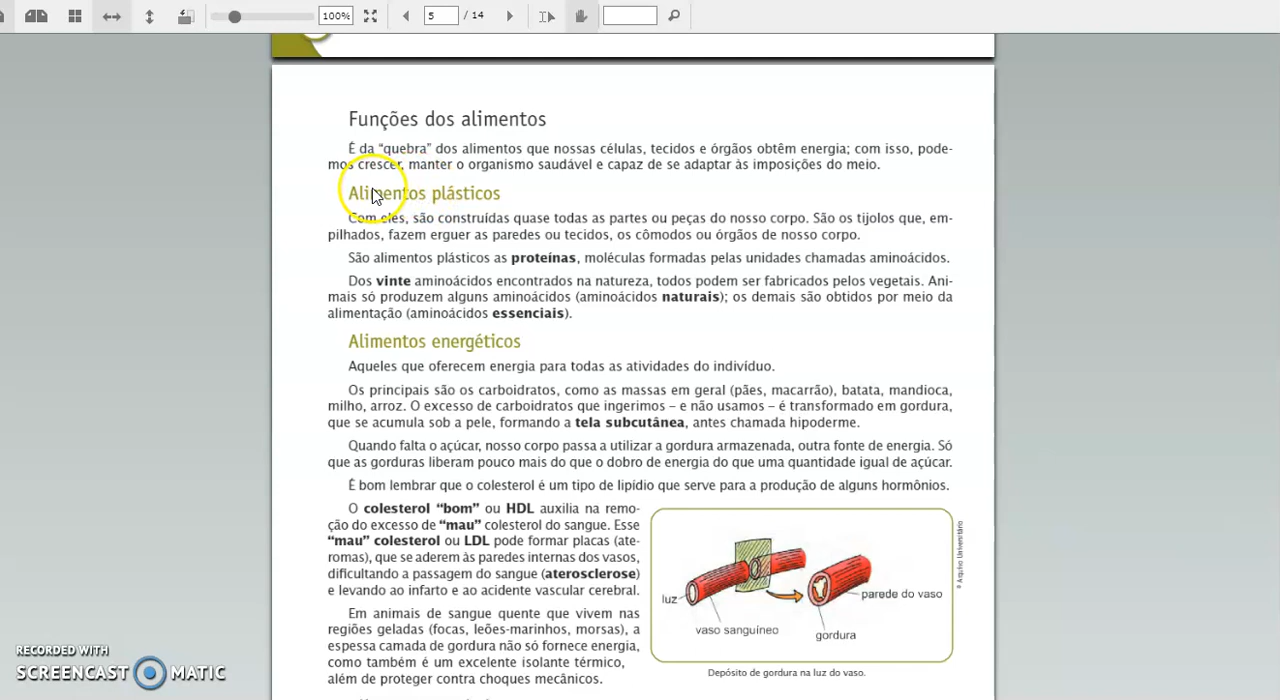 100%
5 / 14
Funções dos alimentos
É da “quebra” dos alimentos que nossas células, tecidos e órgãos obtêm energia; com isso, pode-
mos crescer, manter o organismo saudável e capaz de se adaptar às imposições do meio.
Alimentos plásticos
Com eles, são construídas quase todas as partes ou peças do nosso corpo. São os tijolos que, em-
pilhados, fazem erguer as paredes ou tecidos, os cômodos ou órgãos de nosso corpo.
São alimentos plásticos as proteínas, moléculas formadas pelas unidades chamadas aminoácidos.
Dos vinte aminoácidos encontrados na natureza, todos podem ser fabricados pelos vegetais. Ani-
mais só produzem alguns aminoácidos (aminoácidos naturais); os demais são obtidos por meio da
alimentação (aminoácidos essenciais).
Alimentos energéticos
Aqueles que oferecem energia para todas as atividades do indivíduo.
Os principais são os carboidratos, como as massas em geral (pães, macarrão), batata, mandioca,
milho, arroz. O excesso de carboidratos que ingerimos – e não usamos – é transformado em gordura,
que se acumula sob a pele, formando a tela subcutânea, antes chamada hipoderme.
Quando falta o açúcar, nosso corpo passa a utilizar a gordura armazenada, outra fonte de energia. Só
que as gorduras liberam pouco mais do que o dobro de energia do que uma quantidade igual de açúcar.
É bom lembrar que o colesterol é um tipo de lipídio que serve para a produção de alguns hormônios.
O colesterol “bom” ou HDL auxilia na remo-
ção do excesso de “mau” colesterol do sangue. Esse
“mau” colesterol ou LDL pode formar placas (ate-
romas), que se aderem às paredes internas dos vasos,
dificultando a passagem do sangue (aterosclerose)
e levando ao infarto e ao acidente vascular cerebral.
Em animais de sangue quente que vivem nas
regiões geladas (focas, leões-marinhos, morsas), a
espessa camada de gordura não só fornece energia,
como também é um excelente isolante térmico,
além de proteger contra choques mecânicos.
luz
vaso sanguíneo
parede do vaso
gordura
Arquivo Universitário
Depósito de gordura na luz do vaso.
RECORDED WITH
SCREENCAST MATIC